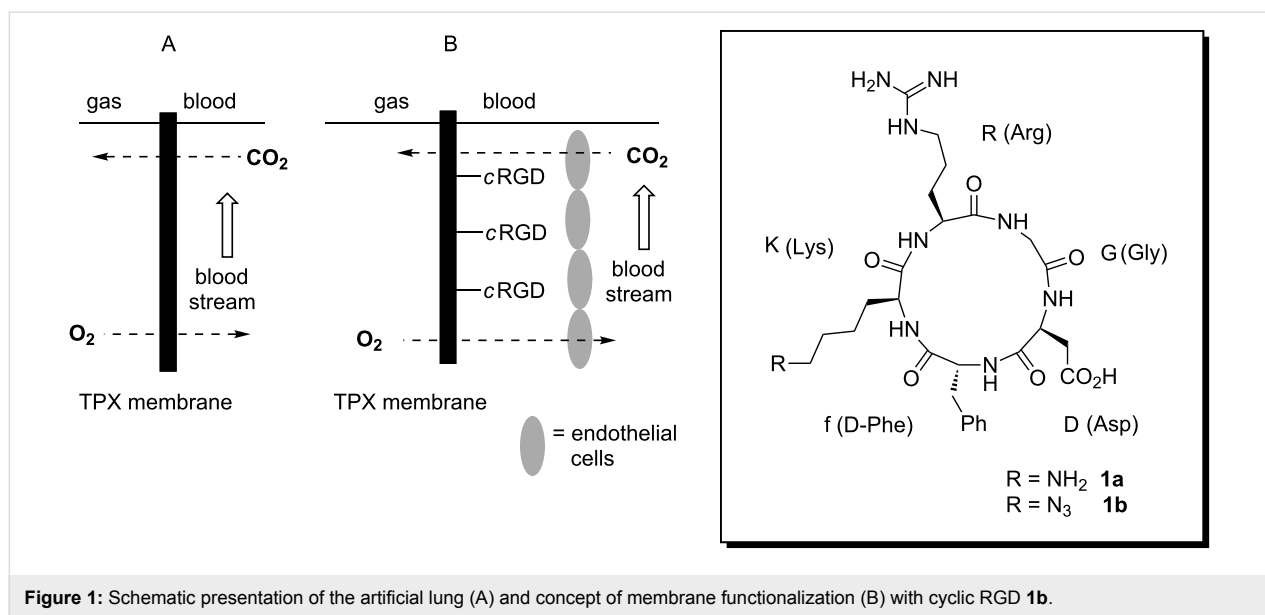 A
gas blood
CO2
blood
stream
O2
TPX membrane
B
gas blood
cRGD
CO2
cRGD
cRGD
blood
stream
O2
TPX membrane
= endothelial
cells
H2N NH
HN
R (Arg)
O
NH
HN
K (Lys)
O
O
G (Gly)
NH
HN
R
O
N
H
O
CO2H
f (D-Phe)
Ph
D (Asp)
R = NH2 1a
R = N3 1b
Figure 1: Schematic presentation of the artificial lung (A) and concept of membrane functionalization (B) with cyclic RGD 1b.